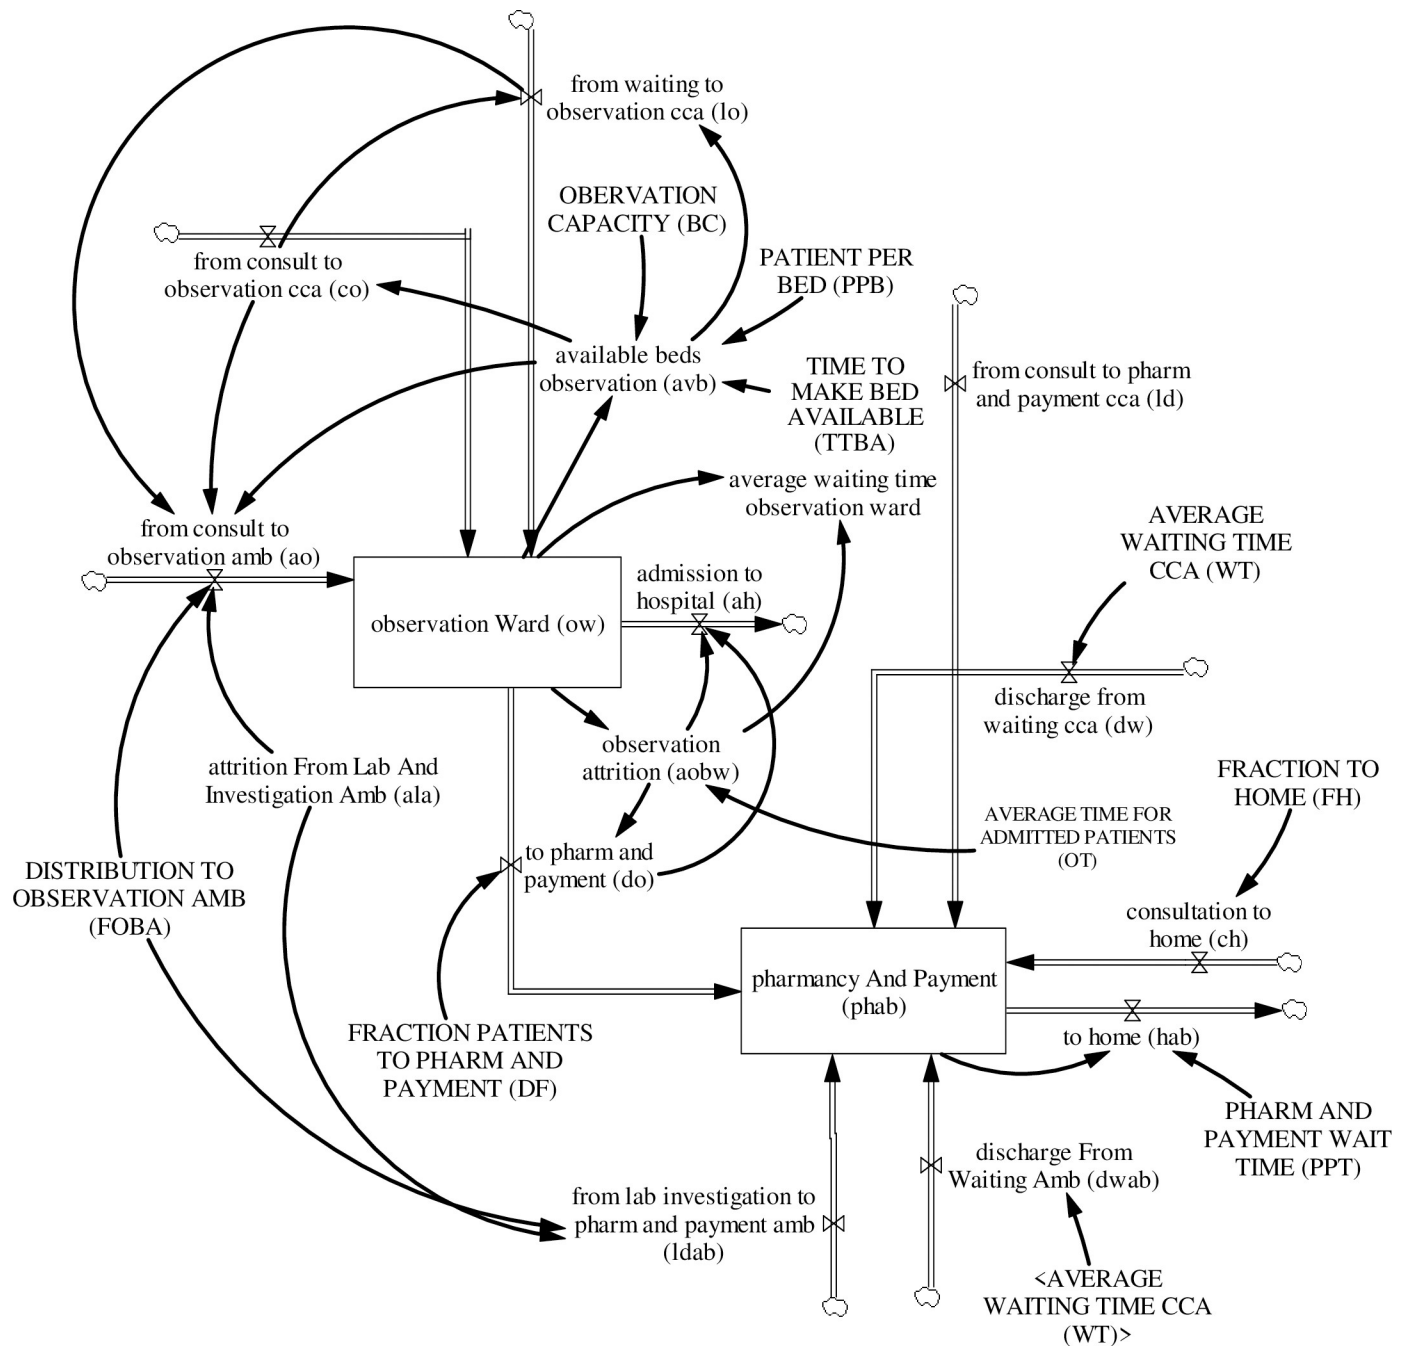 from waiting to
observation cca (lo)
OBERVATION
CAPACITY (BC)
PATIENT PER
BED (PPB)
from consult to
observation cca (co)
available beds
observation (avb)
TIME TO
MAKE BED
AVAILABLE
(TTBA)
from consult to pharm
and payment cca (ld)
average waiting time
observation ward
from consult to
observation amb (ao)
AVERAGE
WAITING TIME
CCA (WT)
observation Ward (ow)
admission to
hospital (ah)
discharge from
waiting cca (dw)
observation
attrition (aobw)
attrition From Lab And
Investigation Amb (ala)
FRACTION TO
HOME (FH)
AVERAGE TIME FOR
ADMITTED PATIENTS
(OT)
to pharm and
payment (do)
DISTRIBUTION TO
OBSERVATION AMB
(FOBA)
consultation to
home (ch)
pharmancy And Payment
(phab)
FRACTION PATIENTS
TO PHARM AND
PAYMENT (DF)
to home (hab)
PHARM AND
PAYMENT WAIT
TIME (PPT)
discharge From
Waiting Amb (dwab)
from lab investigation to
pharm and payment amb
(ldab)
<AVERAGE
WAITING TIME CCA
(WT)>